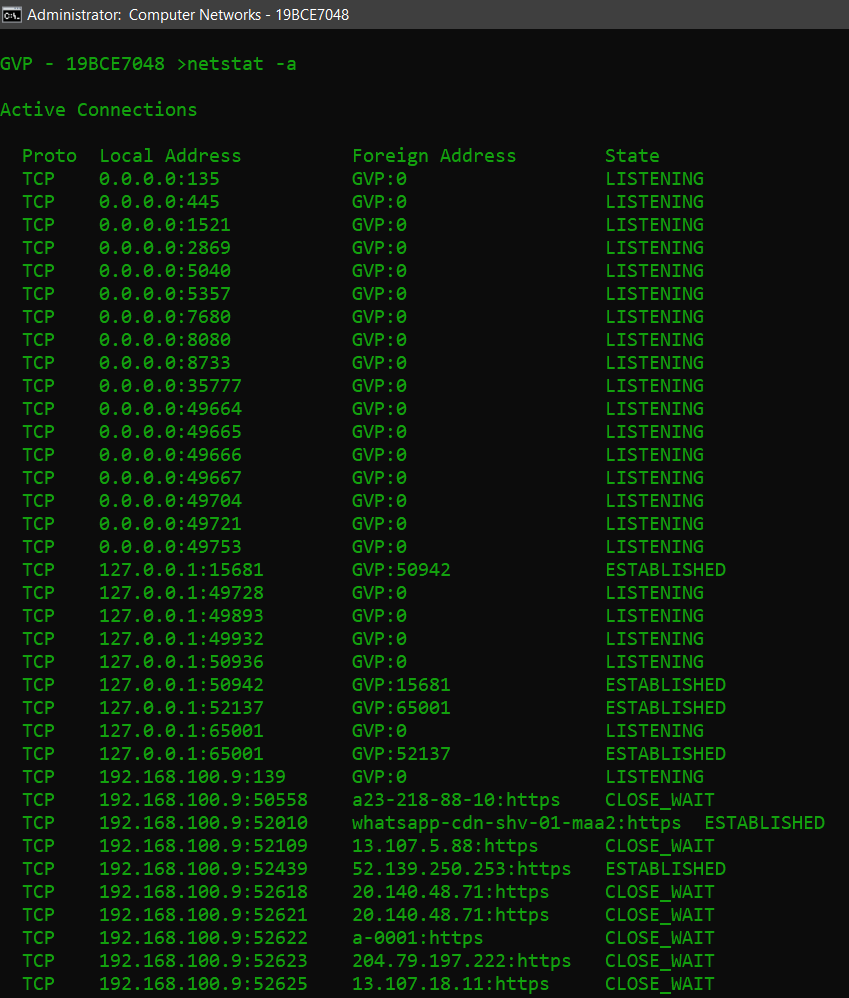 Administrator: Computer Networks - 19BCE7048
GVP - 19BCE7048 >netstat -a
Active Connections
Proto  Local Address          Foreign Address        State
TCP    0.0.0.0:135            GVP:0                  LISTENING
TCP    0.0.0.0:445            GVP:0                  LISTENING
TCP    0.0.0.0:1521           GVP:0                  LISTENING
TCP    0.0.0.0:2869           GVP:0                  LISTENING
TCP    0.0.0.0:5040           GVP:0                  LISTENING
TCP    0.0.0.0:5357           GVP:0                  LISTENING
TCP    0.0.0.0:7680           GVP:0                  LISTENING
TCP    0.0.0.0:8080           GVP:0                  LISTENING
TCP    0.0.0.0:8733           GVP:0                  LISTENING
TCP    0.0.0.0:35777          GVP:0                  LISTENING
TCP    0.0.0.0:49664          GVP:0                  LISTENING
TCP    0.0.0.0:49665          GVP:0                  LISTENING
TCP    0.0.0.0:49666          GVP:0                  LISTENING
TCP    0.0.0.0:49667          GVP:0                  LISTENING
TCP    0.0.0.0:49704          GVP:0                  LISTENING
TCP    0.0.0.0:49721          GVP:0                  LISTENING
TCP    0.0.0.0:49753          GVP:0                  LISTENING
TCP    127.0.0.1:15681        GVP:50942              ESTABLISHED
TCP    127.0.0.1:49728        GVP:0                  LISTENING
TCP    127.0.0.1:49893        GVP:0                  LISTENING
TCP    127.0.0.1:49932        GVP:0                  LISTENING
TCP    127.0.0.1:50936        GVP:0                  LISTENING
TCP    127.0.0.1:50942        GVP:15681              ESTABLISHED
TCP    127.0.0.1:52137        GVP:65001              ESTABLISHED
TCP    127.0.0.1:65001        GVP:0                  LISTENING
TCP    127.0.0.1:65001        GVP:52137              ESTABLISHED
TCP    192.168.100.9:139      GVP:0                  LISTENING
TCP    192.168.100.9:50558    a23-218-88-10:https    CLOSE_WAIT
TCP    192.168.100.9:52010    whatsapp-cdn-shv-01-maa2:https  ESTABLISHED
TCP    192.168.100.9:52109    13.107.5.88:https      CLOSE_WAIT
TCP    192.168.100.9:52439    52.139.250.253:https   ESTABLISHED
TCP    192.168.100.9:52618    20.140.48.71:https     CLOSE_WAIT
TCP    192.168.100.9:52621    20.140.48.71:https     CLOSE_WAIT
TCP    192.168.100.9:52622    a-0001:https           CLOSE_WAIT
TCP    192.168.100.9:52623    204.79.197.222:https   CLOSE_WAIT
TCP    192.168.100.9:52625    13.107.18.11:https     CLOSE_WAIT